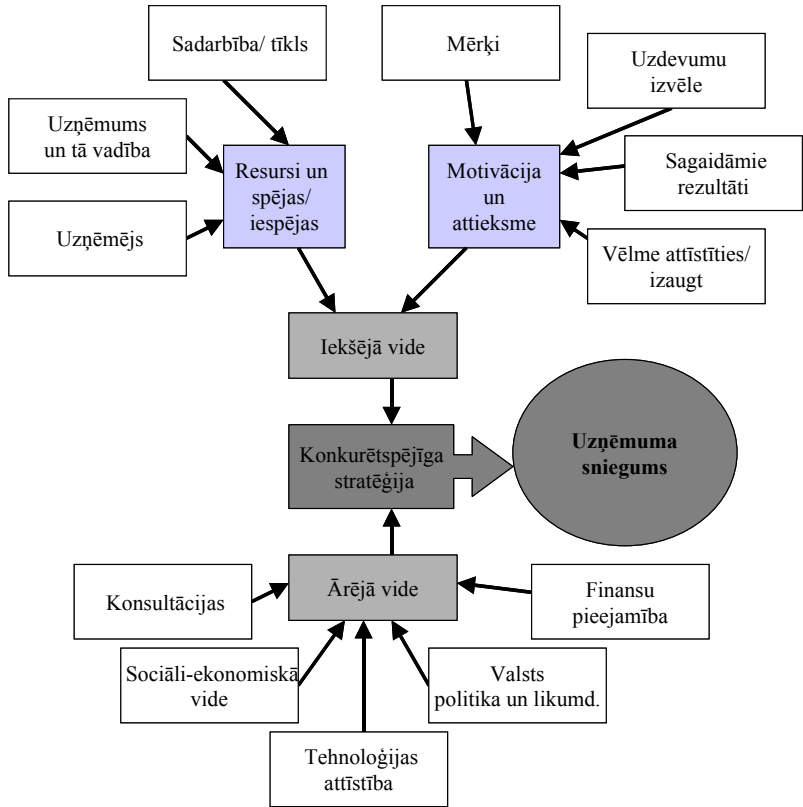 Sadarbība/ tīkls
Mērķi
Uzdevumu
izvēle
Uzņēmums
un tā vadība
Resursi un
spējas/
iespējas
Motivācija
un
attieksme
Sagaidāmie
rezultāti
Uzņēmējs
Vēlme attīstīties/
izaugt
Iekšējā vide
Konkurētspējīga
stratēģija
Uzņēmuma
sniegums
Konsultācijas
Ārējā vide
Finansu
pieejamība
Sociāli-ekonomiskā
vide
Valsts
politika un likumd.
Tehnoloģijas
attīstība